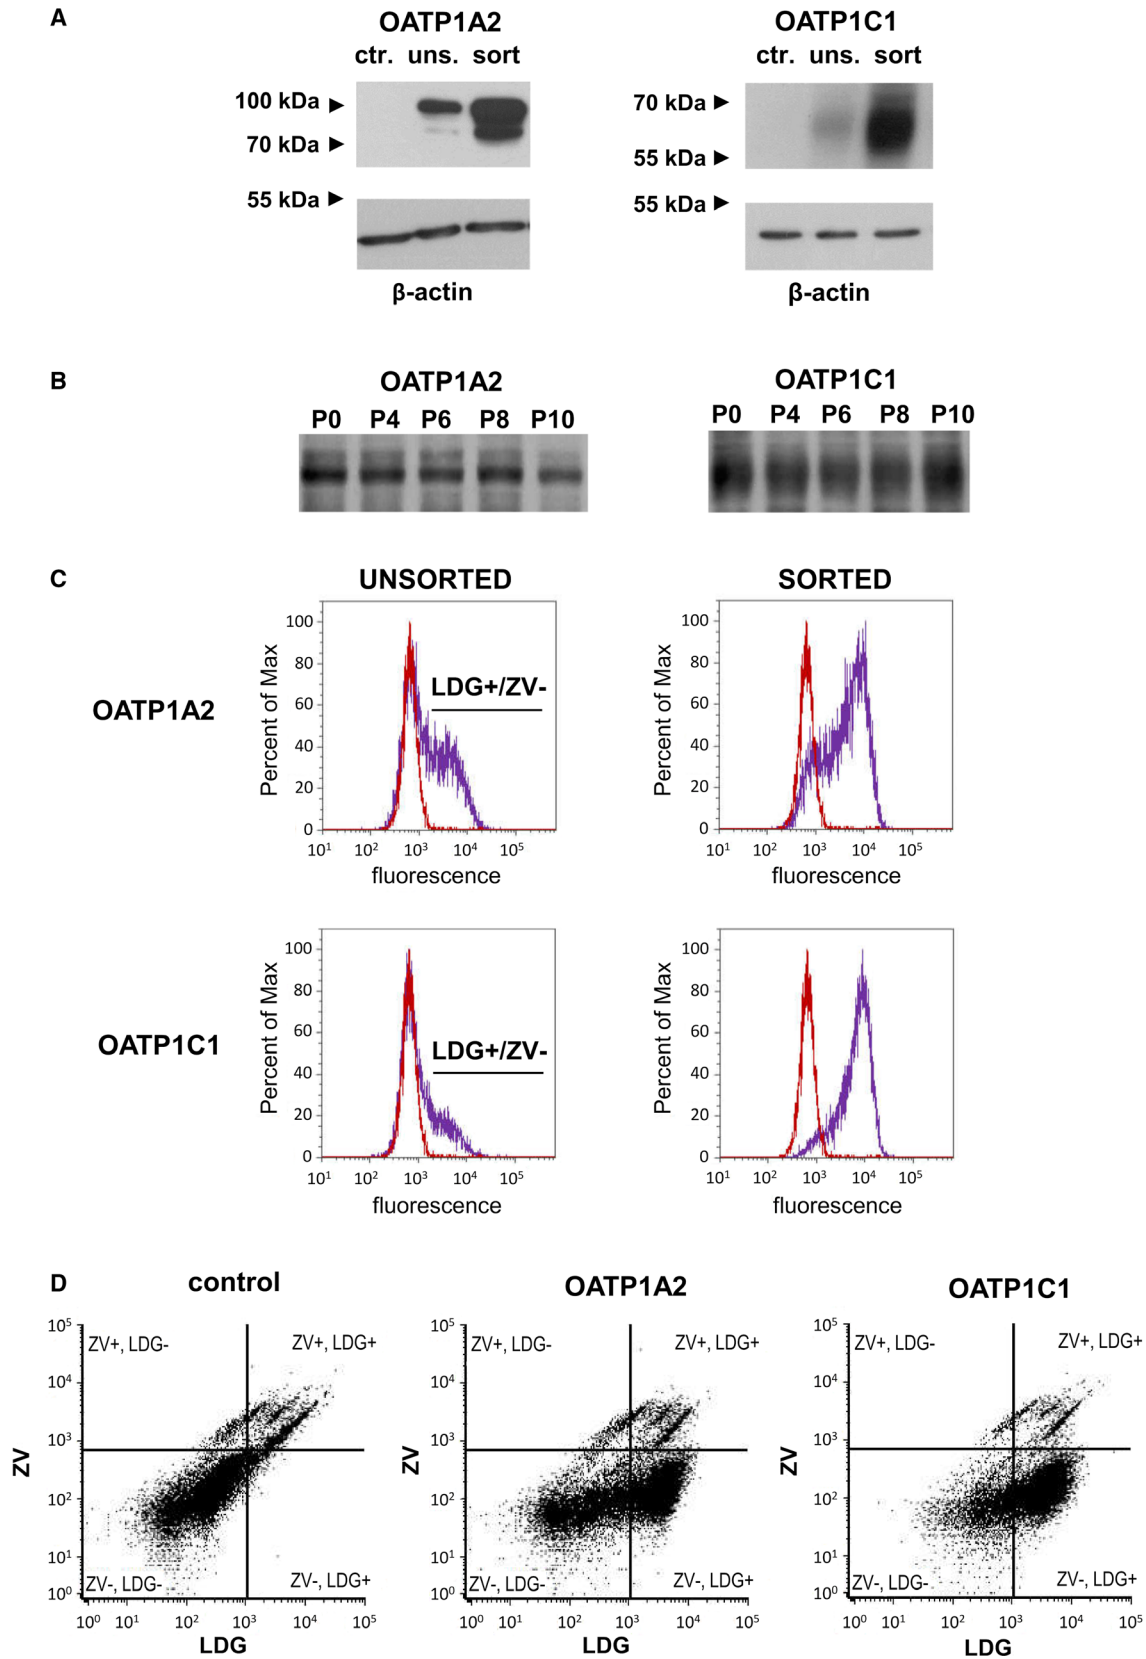 A
OATP1A2
OATP1C1
ctr. uns. sort
ctr. uns. sort
100 kDa
70 kDa
55 kDa
70 kDa
55 kDa
55 kDa
β-actin
β-actin
B
OATP1A2
OATP1C1
P0 P4 P6 P8 P10
P0 P4 P6 P8 P10
C
UNSORTED
SORTED
OATP1A2
Percent of Max
100
80
60
40
20
0
LDG+/ZV-
10¹ 10² 10³ 10⁴ 10⁵
fluorescence
Percent of Max
100
80
60
40
20
0
10¹ 10² 10³ 10⁴ 10⁵
fluorescence
OATP1C1
Percent of Max
100
80
60
40
20
0
LDG+/ZV-
10¹ 10² 10³ 10⁴ 10⁵
fluorescence
Percent of Max
100
80
60
40
20
0
10¹ 10² 10³ 10⁴ 10⁵
fluorescence
D
control
OATP1A2
OATP1C1
ZV
10⁵
10⁴
10³
10²
10¹
10⁰
ZV+, LDG-
ZV+, LDG+
ZV-, LDG-
ZV-, LDG+
10⁰ 10¹ 10² 10³ 10⁴ 10⁵
LDG
ZV
10⁵
10⁴
10³
10²
10¹
10⁰
ZV+, LDG-
ZV+, LDG+
ZV-, LDG-
ZV-, LDG+
10⁰ 10¹ 10² 10³ 10⁴ 10⁵
LDG
ZV
10⁵
10⁴
10³
10²
10¹
10⁰
ZV+, LDG-
ZV+, LDG+
ZV-, LDG-
ZV-, LDG+
10⁰ 10¹ 10² 10³ 10⁴ 10⁵
LDG